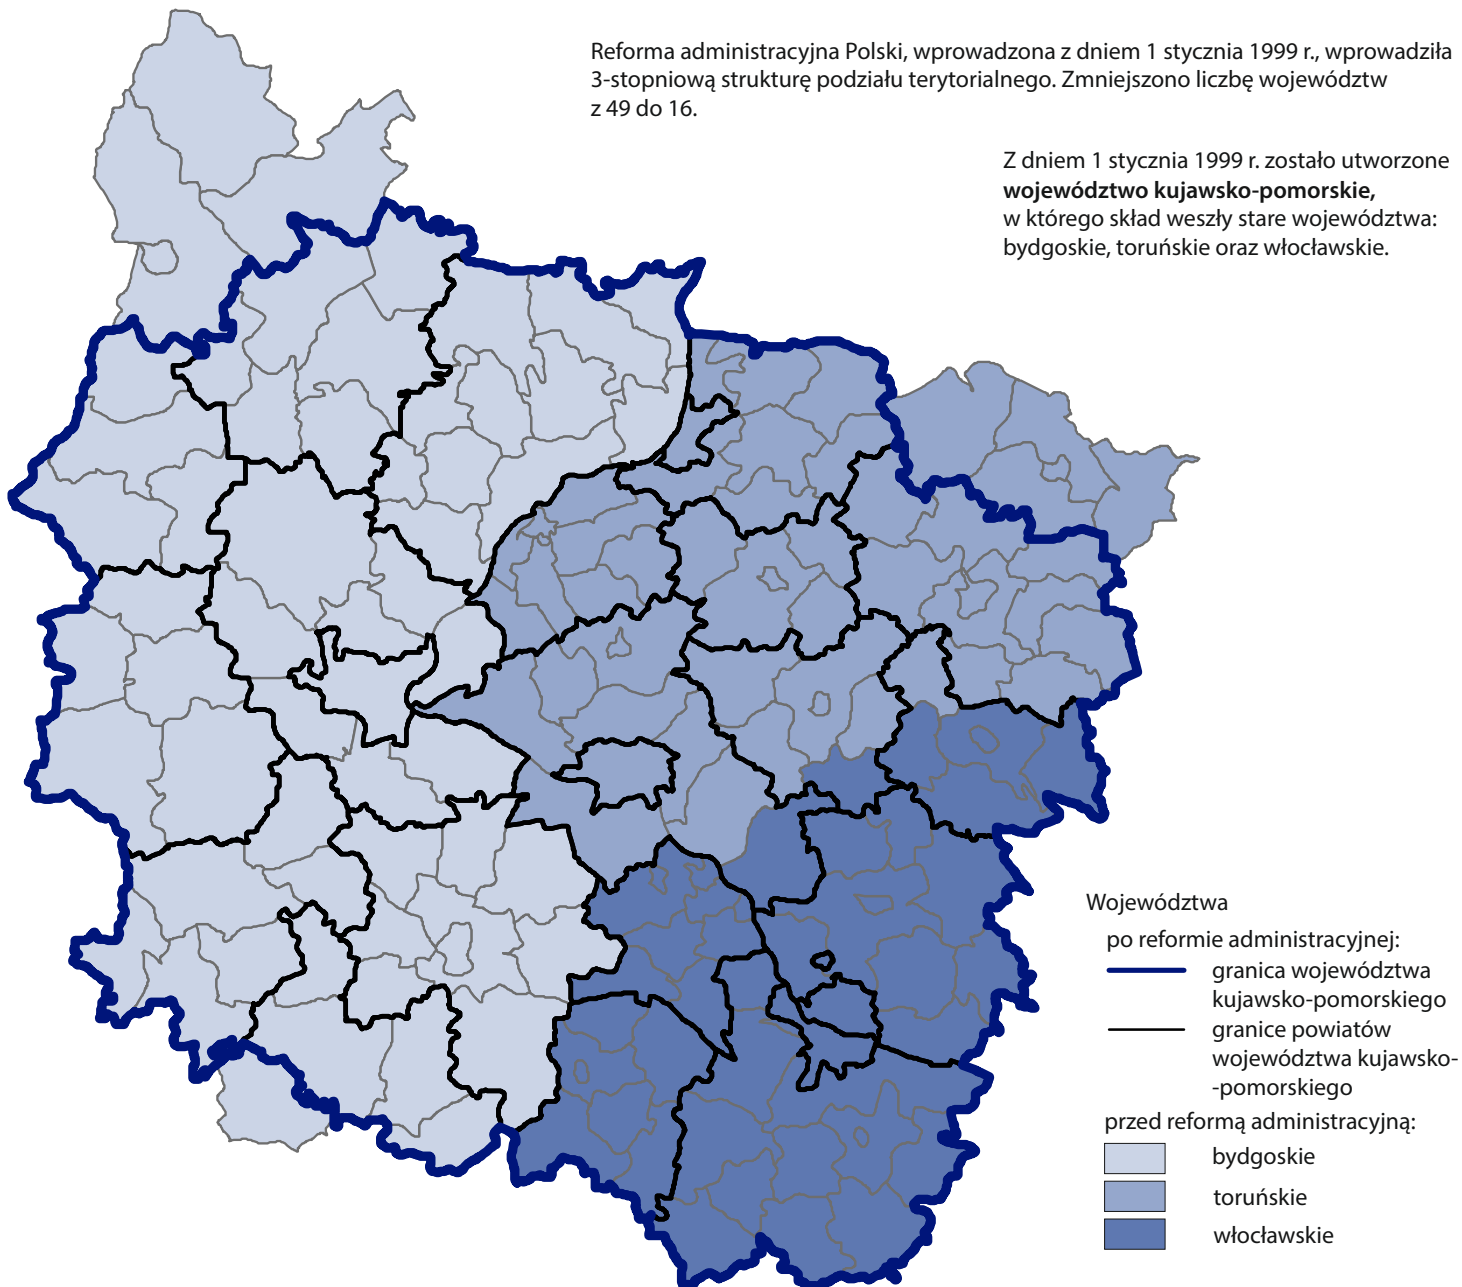 Reforma administracyjna Polski, wprowadzona z dniem 1 stycznia 1999 r., wprowadziła
3-stopniową strukturę podziału terytorialnego. Zmniejszono liczbę województw
z 49 do 16.
Z dniem 1 stycznia 1999 r. zostało utworzone
województwo kujawsko-pomorskie,
w którego skład weszły stare województwa:
bydgoskie, toruńskie oraz włocławskie.
Województwa
po reformie administracyjnej:
granica województwa
kujawsko-pomorskiego
granice powiatów
województwa kujawsko-
-pomorskiego
przed reformą administracyjną:
bydgoskie
toruńskie
włocławskie